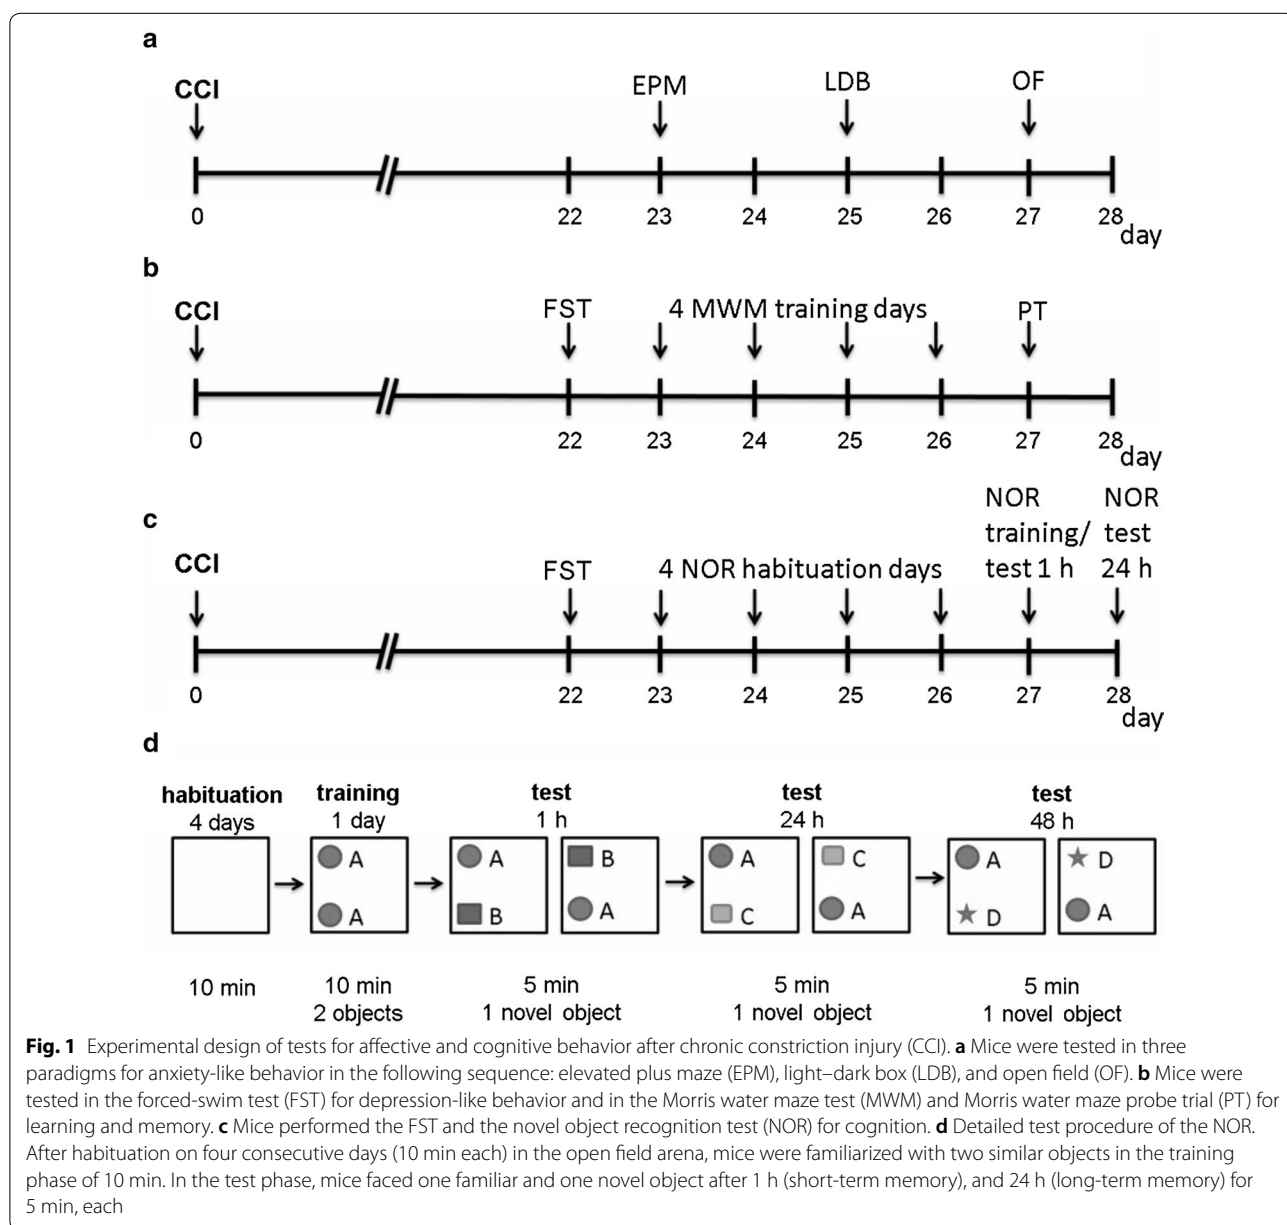 a
CCI
EPM
LDB
OF
0 22 23 24 25 26 27 28
day
b
CCI
FST
4 MWM training days
PT
0 22 23 24 25 26 27 28
day
c
CCI
FST
4 NOR habituation days
NOR
training/
test 1 h
NOR
test
24 h
0 22 23 24 25 26 27 28
day
d
habituation
4 days
10 min
training
1 day
A
A
10 min
2 objects
test
1 h
A
B
B
A
5 min
1 novel object
test
24 h
A
C
C
A
5 min
1 novel object
test
48 h
A
D
D
A
5 min
1 novel object
Fig. 1 Experimental design of tests for affective and cognitive behavior after chronic constriction injury (CCI). a Mice were tested in three
paradigms for anxiety-like behavior in the following sequence: elevated plus maze (EPM), light–dark box (LDB), and open field (OF). b Mice were
tested in the forced-swim test (FST) for depression-like behavior and in the Morris water maze test (MWM) and Morris water maze probe trial (PT) for
learning and memory. c Mice performed the FST and the novel object recognition test (NOR) for cognition. d Detailed test procedure of the NOR.
After habituation on four consecutive days (10 min each) in the open field arena, mice were familiarized with two similar objects in the training
phase of 10 min. In the test phase, mice faced one familiar and one novel object after 1 h (short-term memory), and 24 h (long-term memory) for
5 min, each